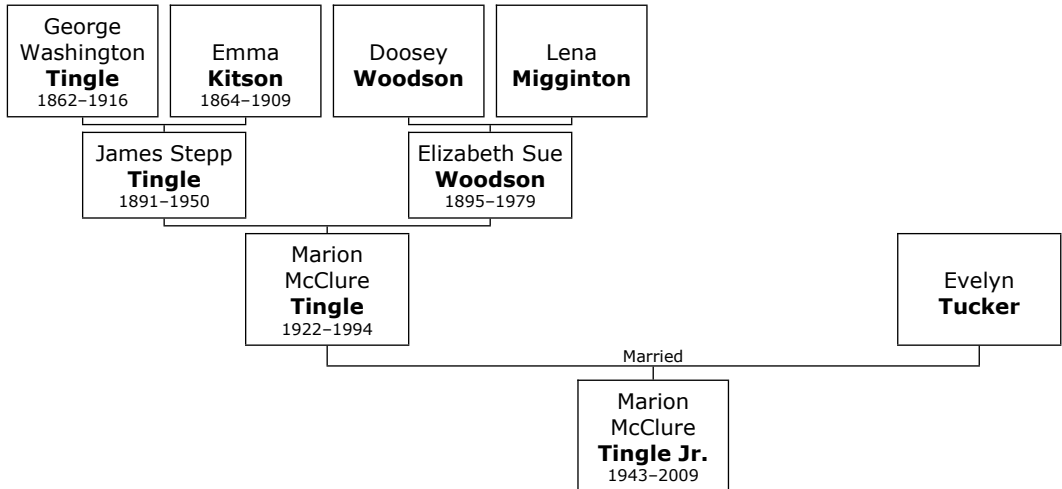 George
Washington
Tingle
1862–1916
Emma
Kitson
1864–1909
Doosey
Woodson
Lena
Migginton
James Stepp
Tingle
1891–1950
Elizabeth Sue
Woodson
1895–1979
Marion
McClure
Tingle
1922–1994
Evelyn
Tucker
Married
Marion
McClure
Tingle Jr.
1943–2009